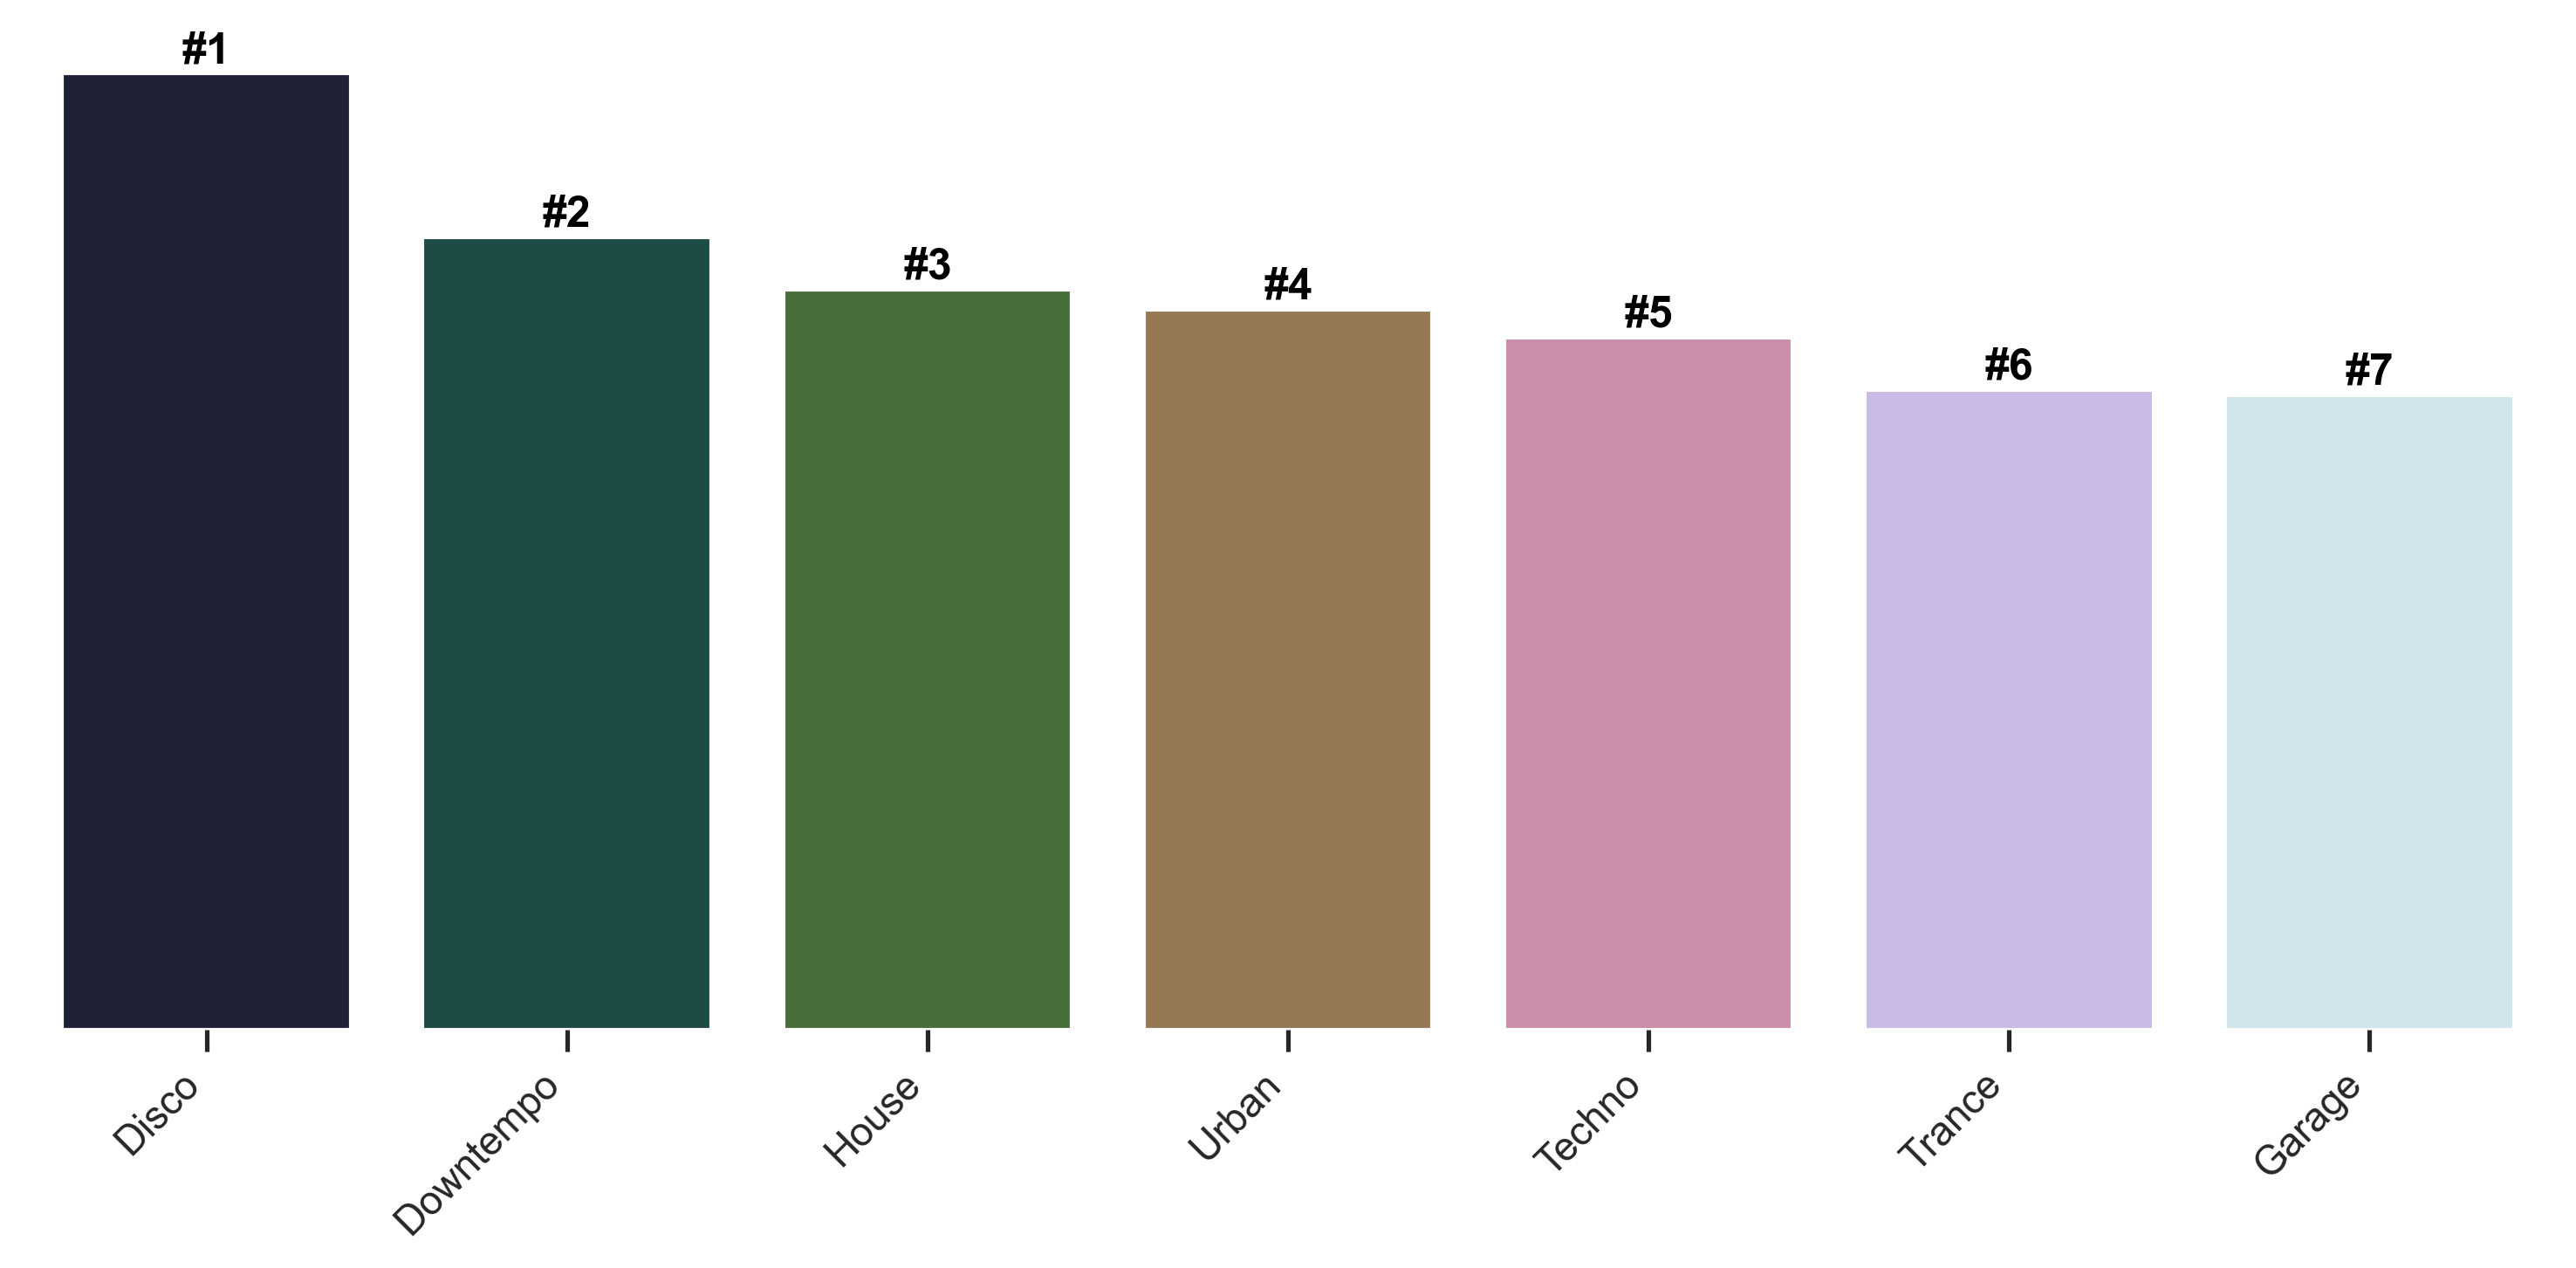 #1
#2
#3
#4
#5
#6
#7
Disco
Downtempo
House
Urban
Techno
Trance
Garage